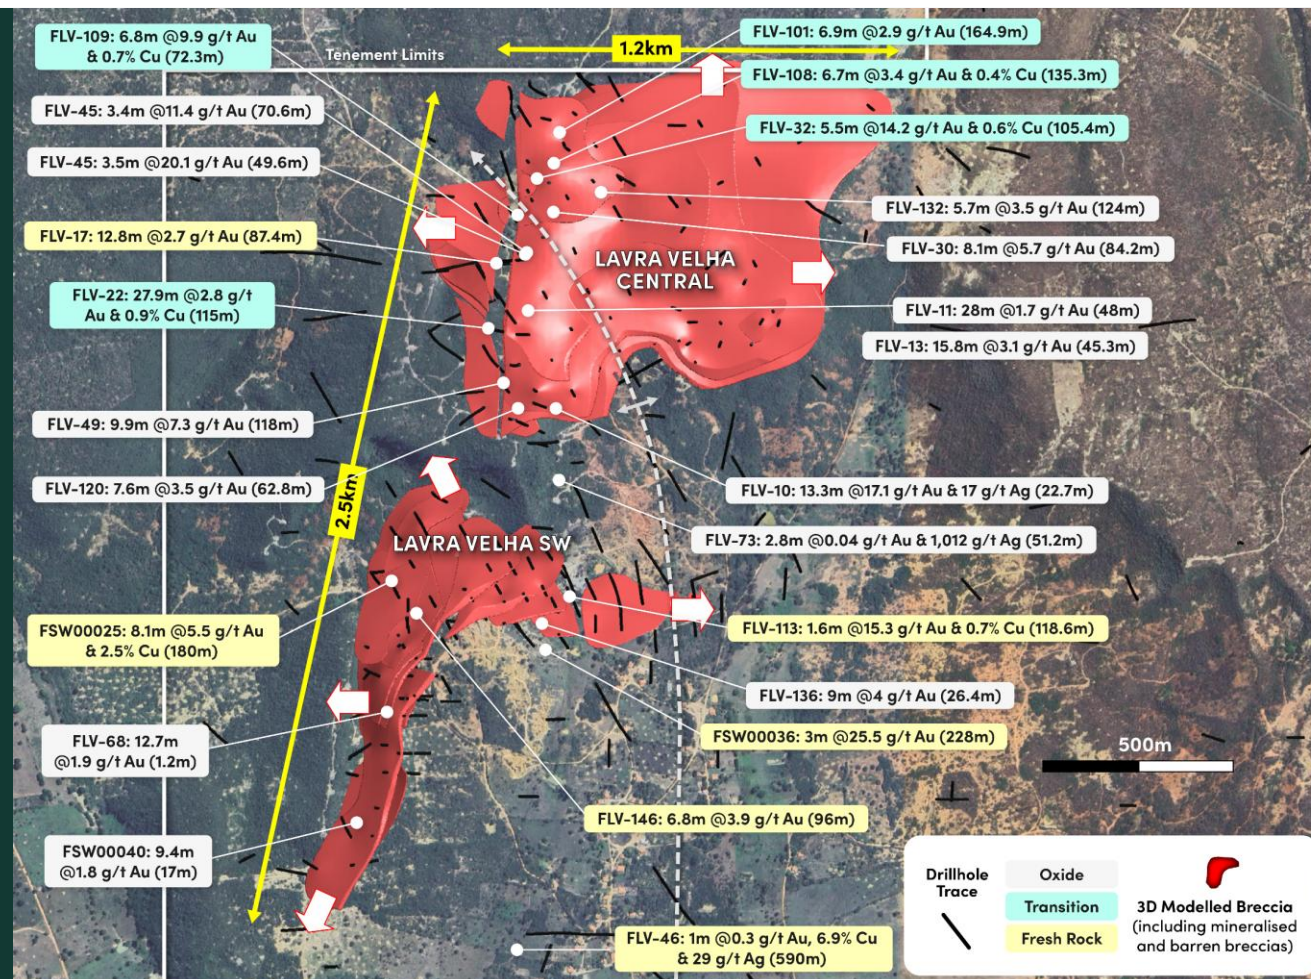 FLV-109: 6.8m @9.9 g/t Au
& 0.7% Cu (72.3m)
Tenement Limits
1.2km
FLV-101: 6.9m @2.9 g/t Au (164.9m)
FLV-108: 6.7m @3.4 g/t Au & 0.4% Cu (135.3m)
FLV-45: 3.4m @11.4 g/t Au (70.6m)
FLV-32: 5.5m @14.2 g/t Au & 0.6% Cu (105.4m)
FLV-45: 3.5m @20.1 g/t Au (49.6m)
FLV-132: 5.7m @3.5 g/t Au (124m)
FLV-17: 12.8m @2.7 g/t Au (87.4m)
FLV-30: 8.1m @5.7 g/t Au (84.2m)
LAVRA VELHA
CENTRAL
FLV-22: 27.9m @2.8 g/t
Au & 0.9% Cu (115m)
FLV-11: 28m @1.7 g/t Au (48m)
FLV-13: 15.8m @3.1 g/t Au (45.3m)
FLV-49: 9.9m @7.3 g/t Au (118m)
2.5km
FLV-120: 7.6m @3.5 g/t Au (62.8m)
FLV-10: 13.3m @17.1 g/t Au & 17 g/t Ag (22.7m)
LAVRA VELHA SW
FLV-73: 2.8m @0.04 g/t Au & 1,012 g/t Ag (51.2m)
FSW00025: 8.1m @5.5 g/t Au
& 2.5% Cu (180m)
FLV-113: 1.6m @15.3 g/t Au & 0.7% Cu (118.6m)
FLV-136: 9m @4 g/t Au (26.4m)
FLV-68: 12.7m
@1.9 g/t Au (1.2m)
FSW00036: 3m @25.5 g/t Au (228m)
500m
FLV-146: 6.8m @3.9 g/t Au (96m)
FSW00040: 9.4m
@1.8 g/t Au (17m)
FLV-46: 1m @0.3 g/t Au, 6.9% Cu
& 29 g/t Ag (590m)
Drillhole
Trace
Oxide
Transition
Fresh Rock
3D Modelled Breccia
(including mineralised
and barren breccias)